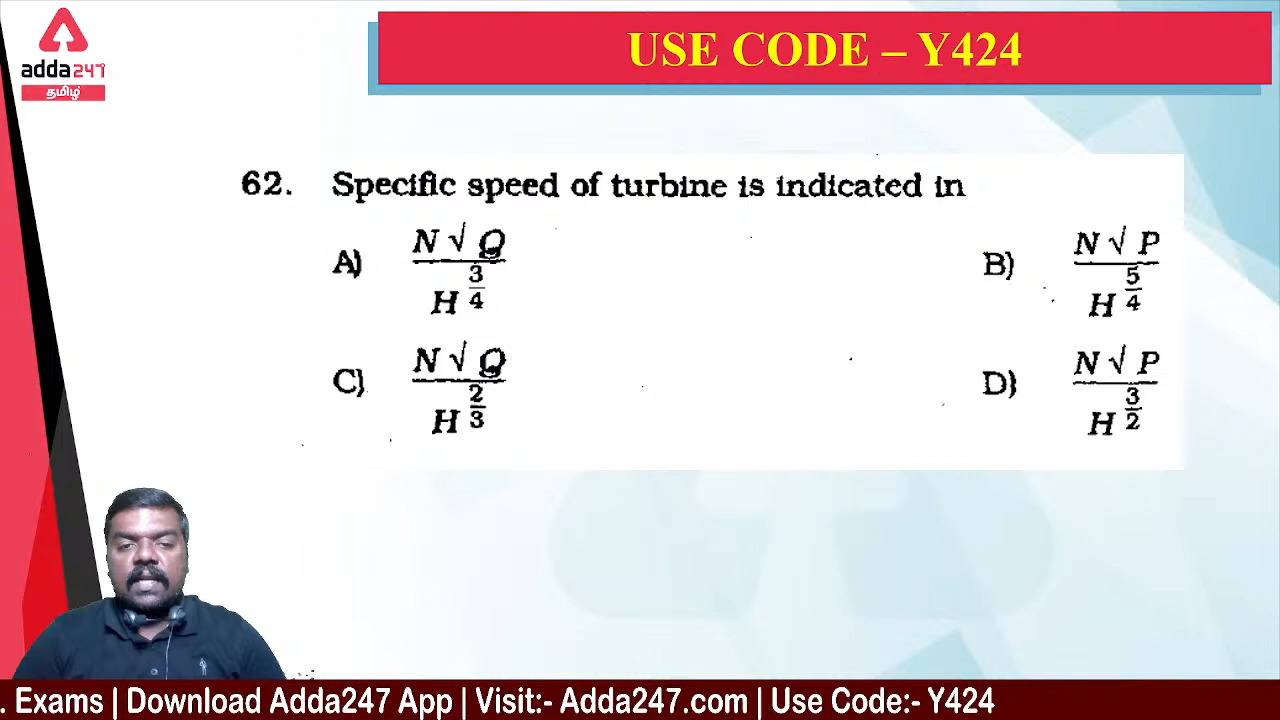 adda247
தமிழ்
USE CODE – Y424
62. Specific speed of turbine is indicated in
A) N √ Q / H^(3/4)
B) N √ P / H^(5/4)
C) N √ Q / H^(2/3)
D) N √ P / H^(3/2)
. Exams | Download Adda247 App | Visit:- Adda247.com | Use Code:- Y424